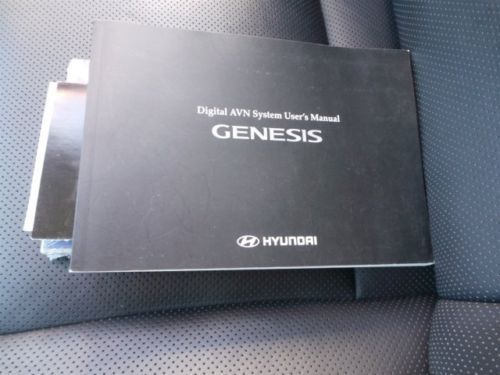 Digital AVN System User's Manual
GENESIS
HYUNDAI